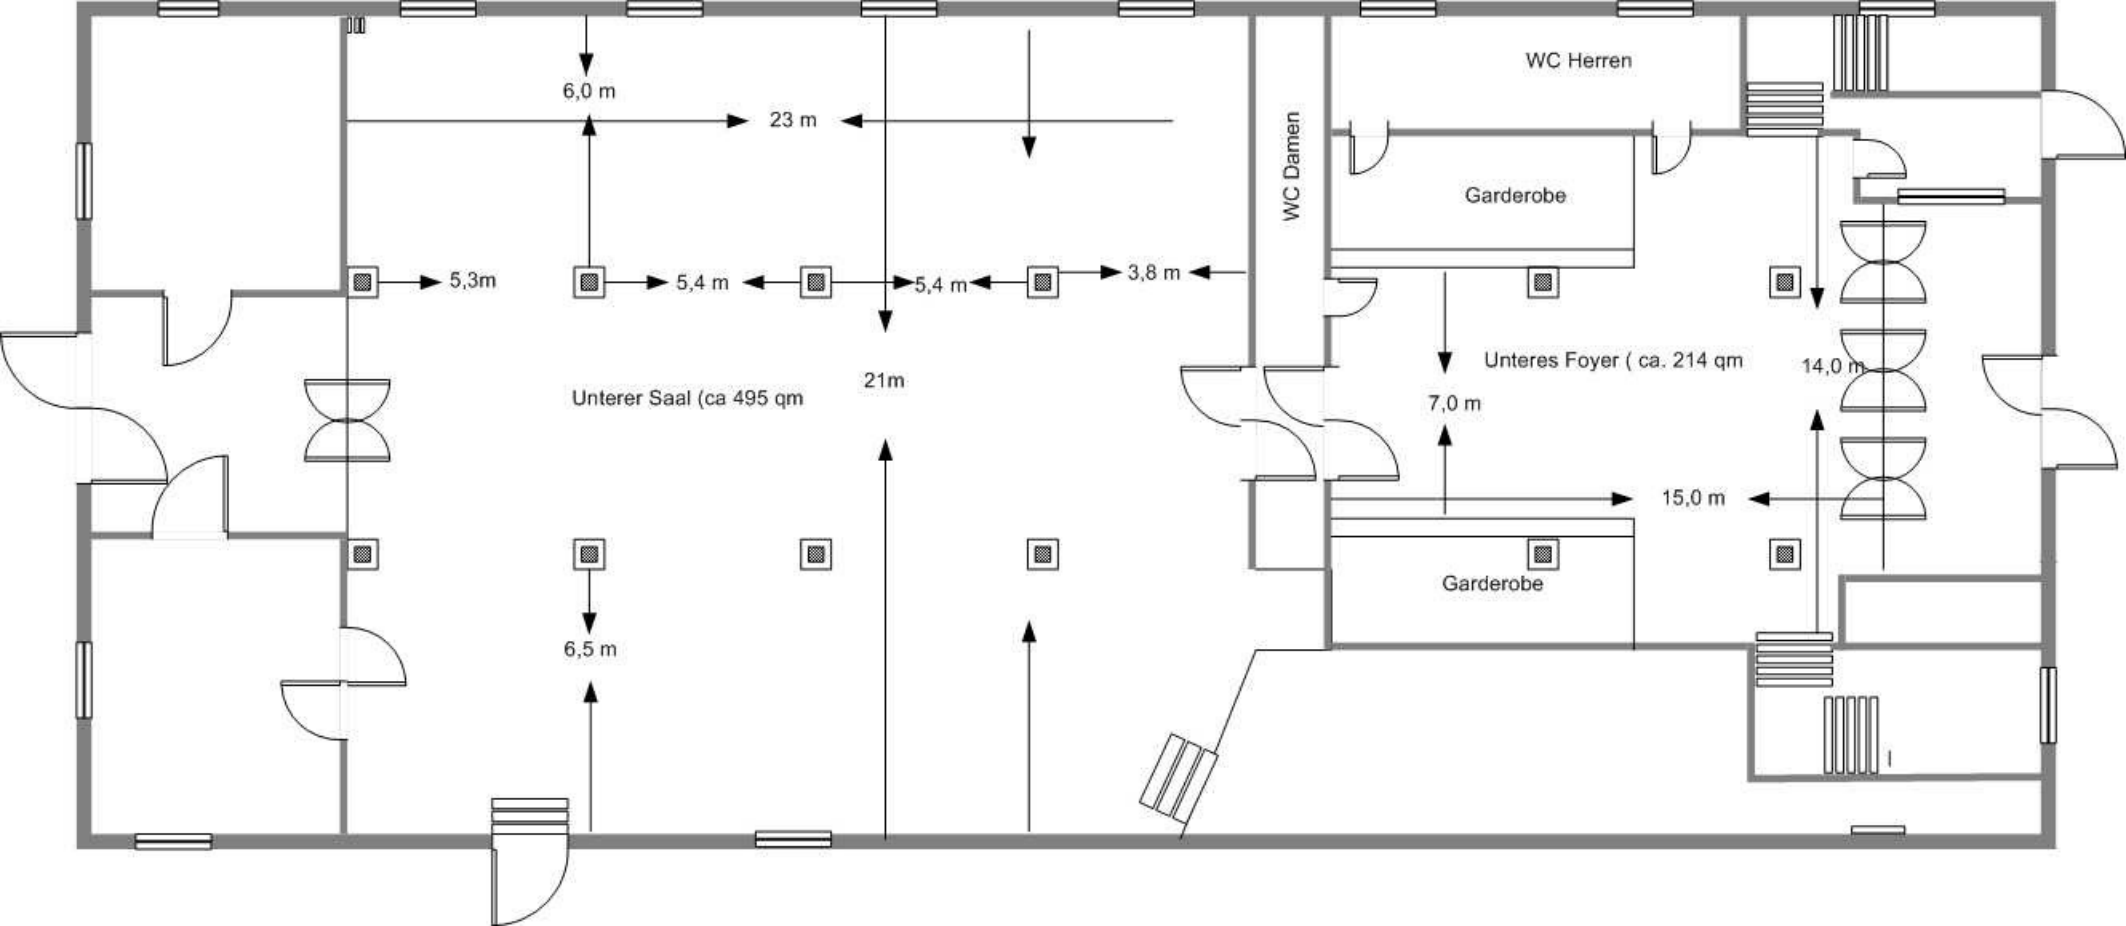 WC Herren
6,0 m
23 m
WC Damen
Garderobe
5,3m
5,4 m
5,4 m
3,8 m
Unterer Saal (ca 495 qm
21m
Unteres Foyer ( ca. 214 qm
14,0 m
7,0 m
15,0 m
Garderobe
6,5 m